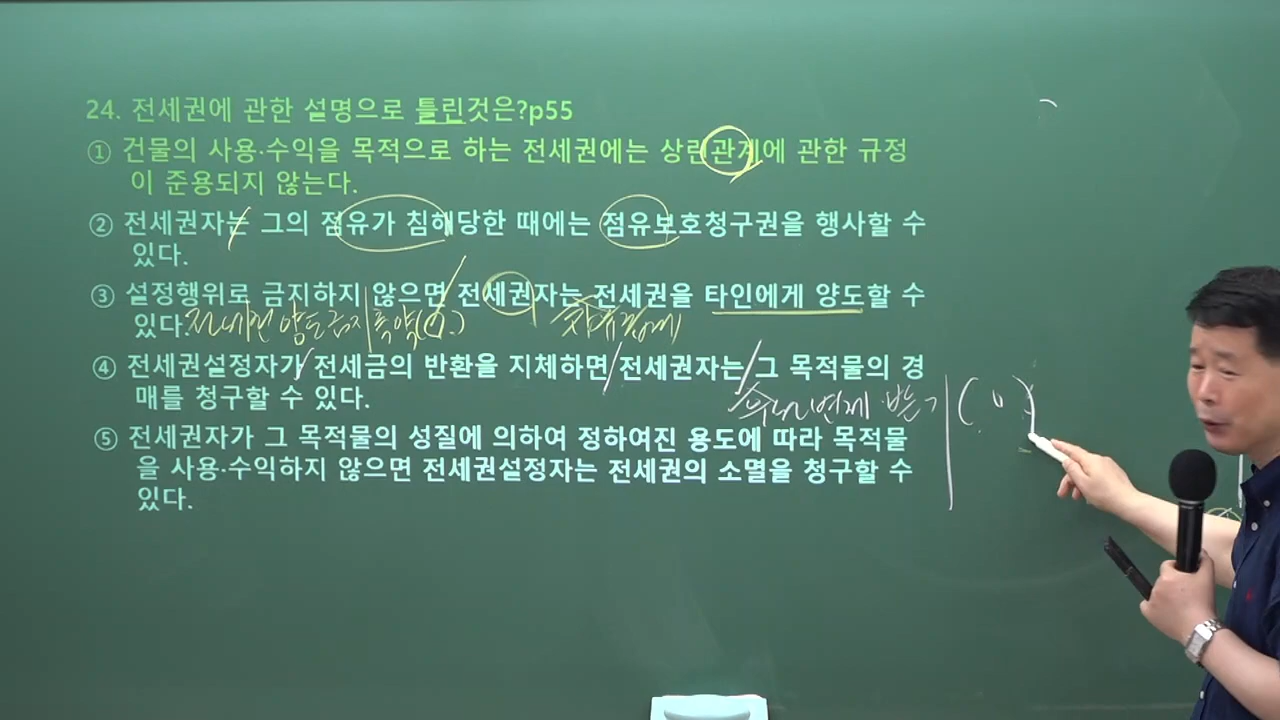 24. 전세권에 관한 설명으로 틀린것은?p55
① 건물의 사용·수익을 목적으로 하는 전세권에는 상린관계에 관한 규정
이 준용되지 않는다.
② 전세권자는 그의 점유가 침해당한 때에는 점유보호청구권을 행사할 수
있다.
③ 설정행위로 금지하지 않으면 전세권자는 전세권을 타인에게 양도할 수
있다.
전세권 양도금지특약
④ 전세권설정자가 전세금의 반환을 지체하면 전세권자는 그 목적물의 경
매를 청구할 수 있다.
⑤ 전세권자가 그 목적물의 성질에 의하여 정하여진 용도에 따라 목적물
을 사용·수익하지 않으면 전세권설정자는 전세권의 소멸을 청구할 수
있다.